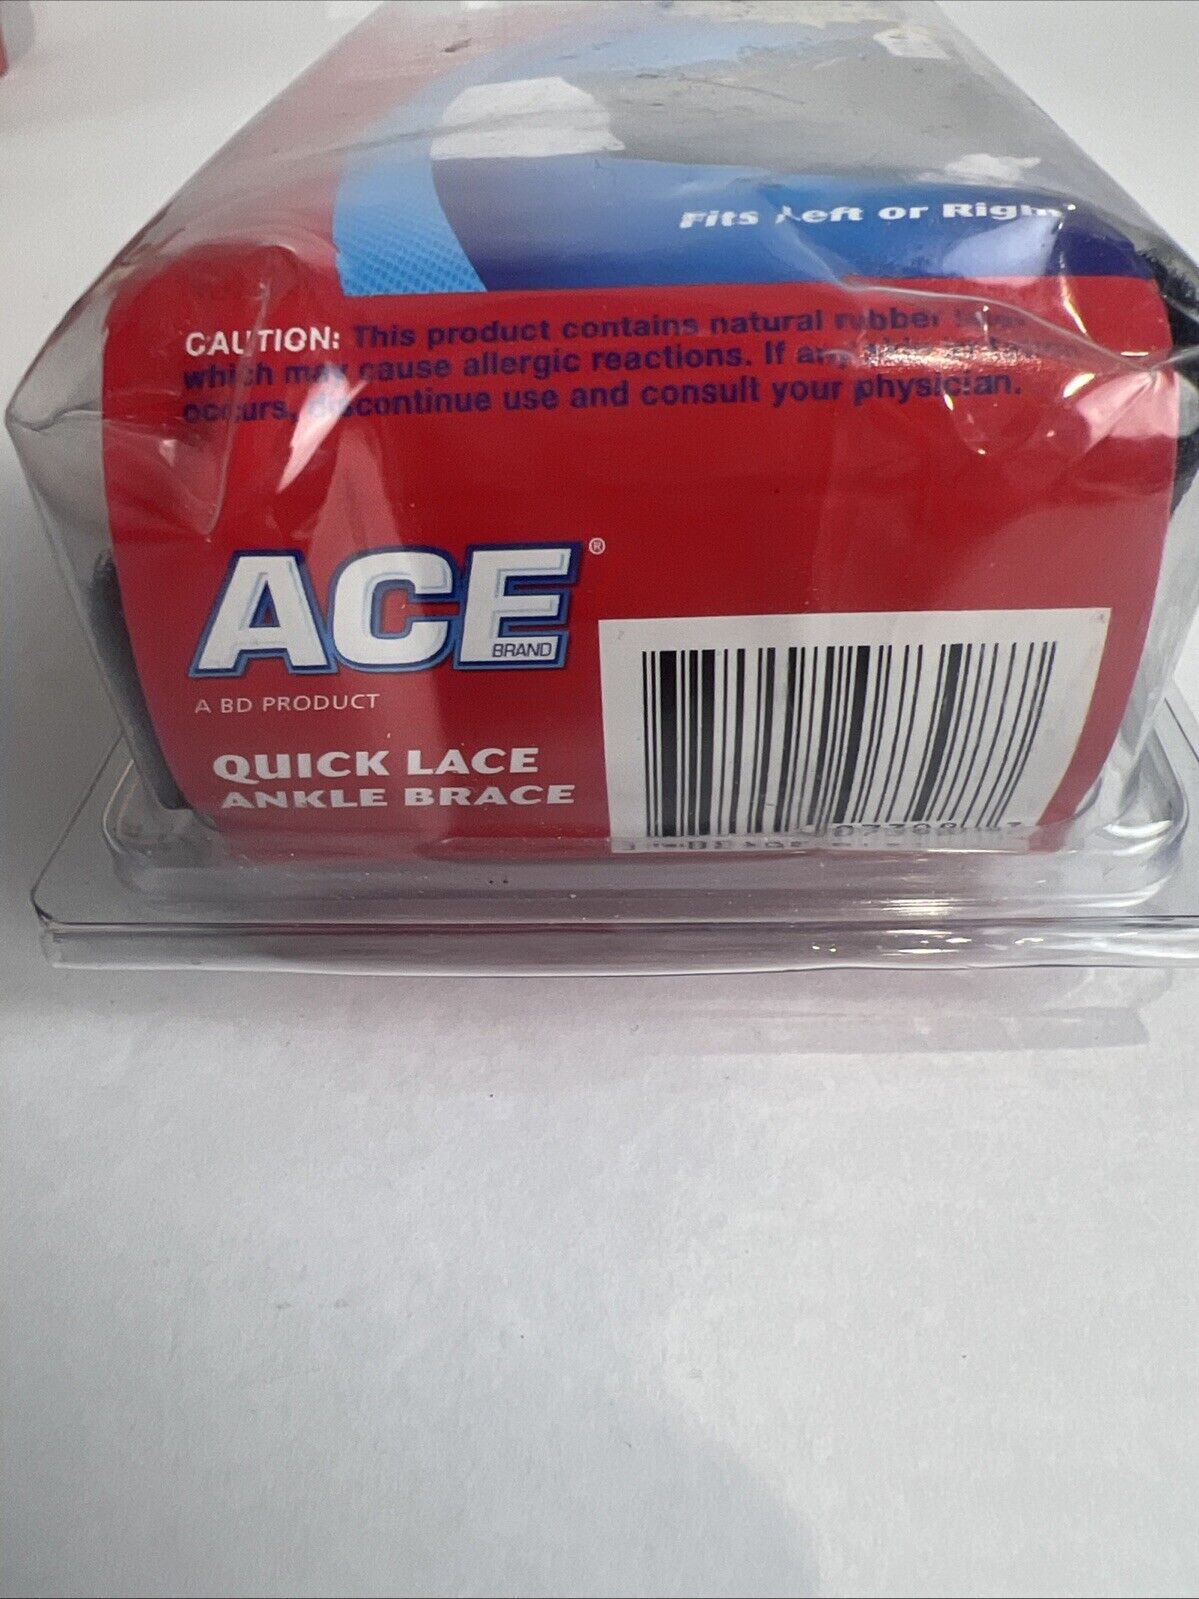 Fits Left or Right
CAUTION: This product contains natural rubber
which may cause allergic reactions. If any
occurs, discontinue use and consult your physician.
ACE®
BRAND
A BD PRODUCT
QUICK LACE
ANKLE BRACE